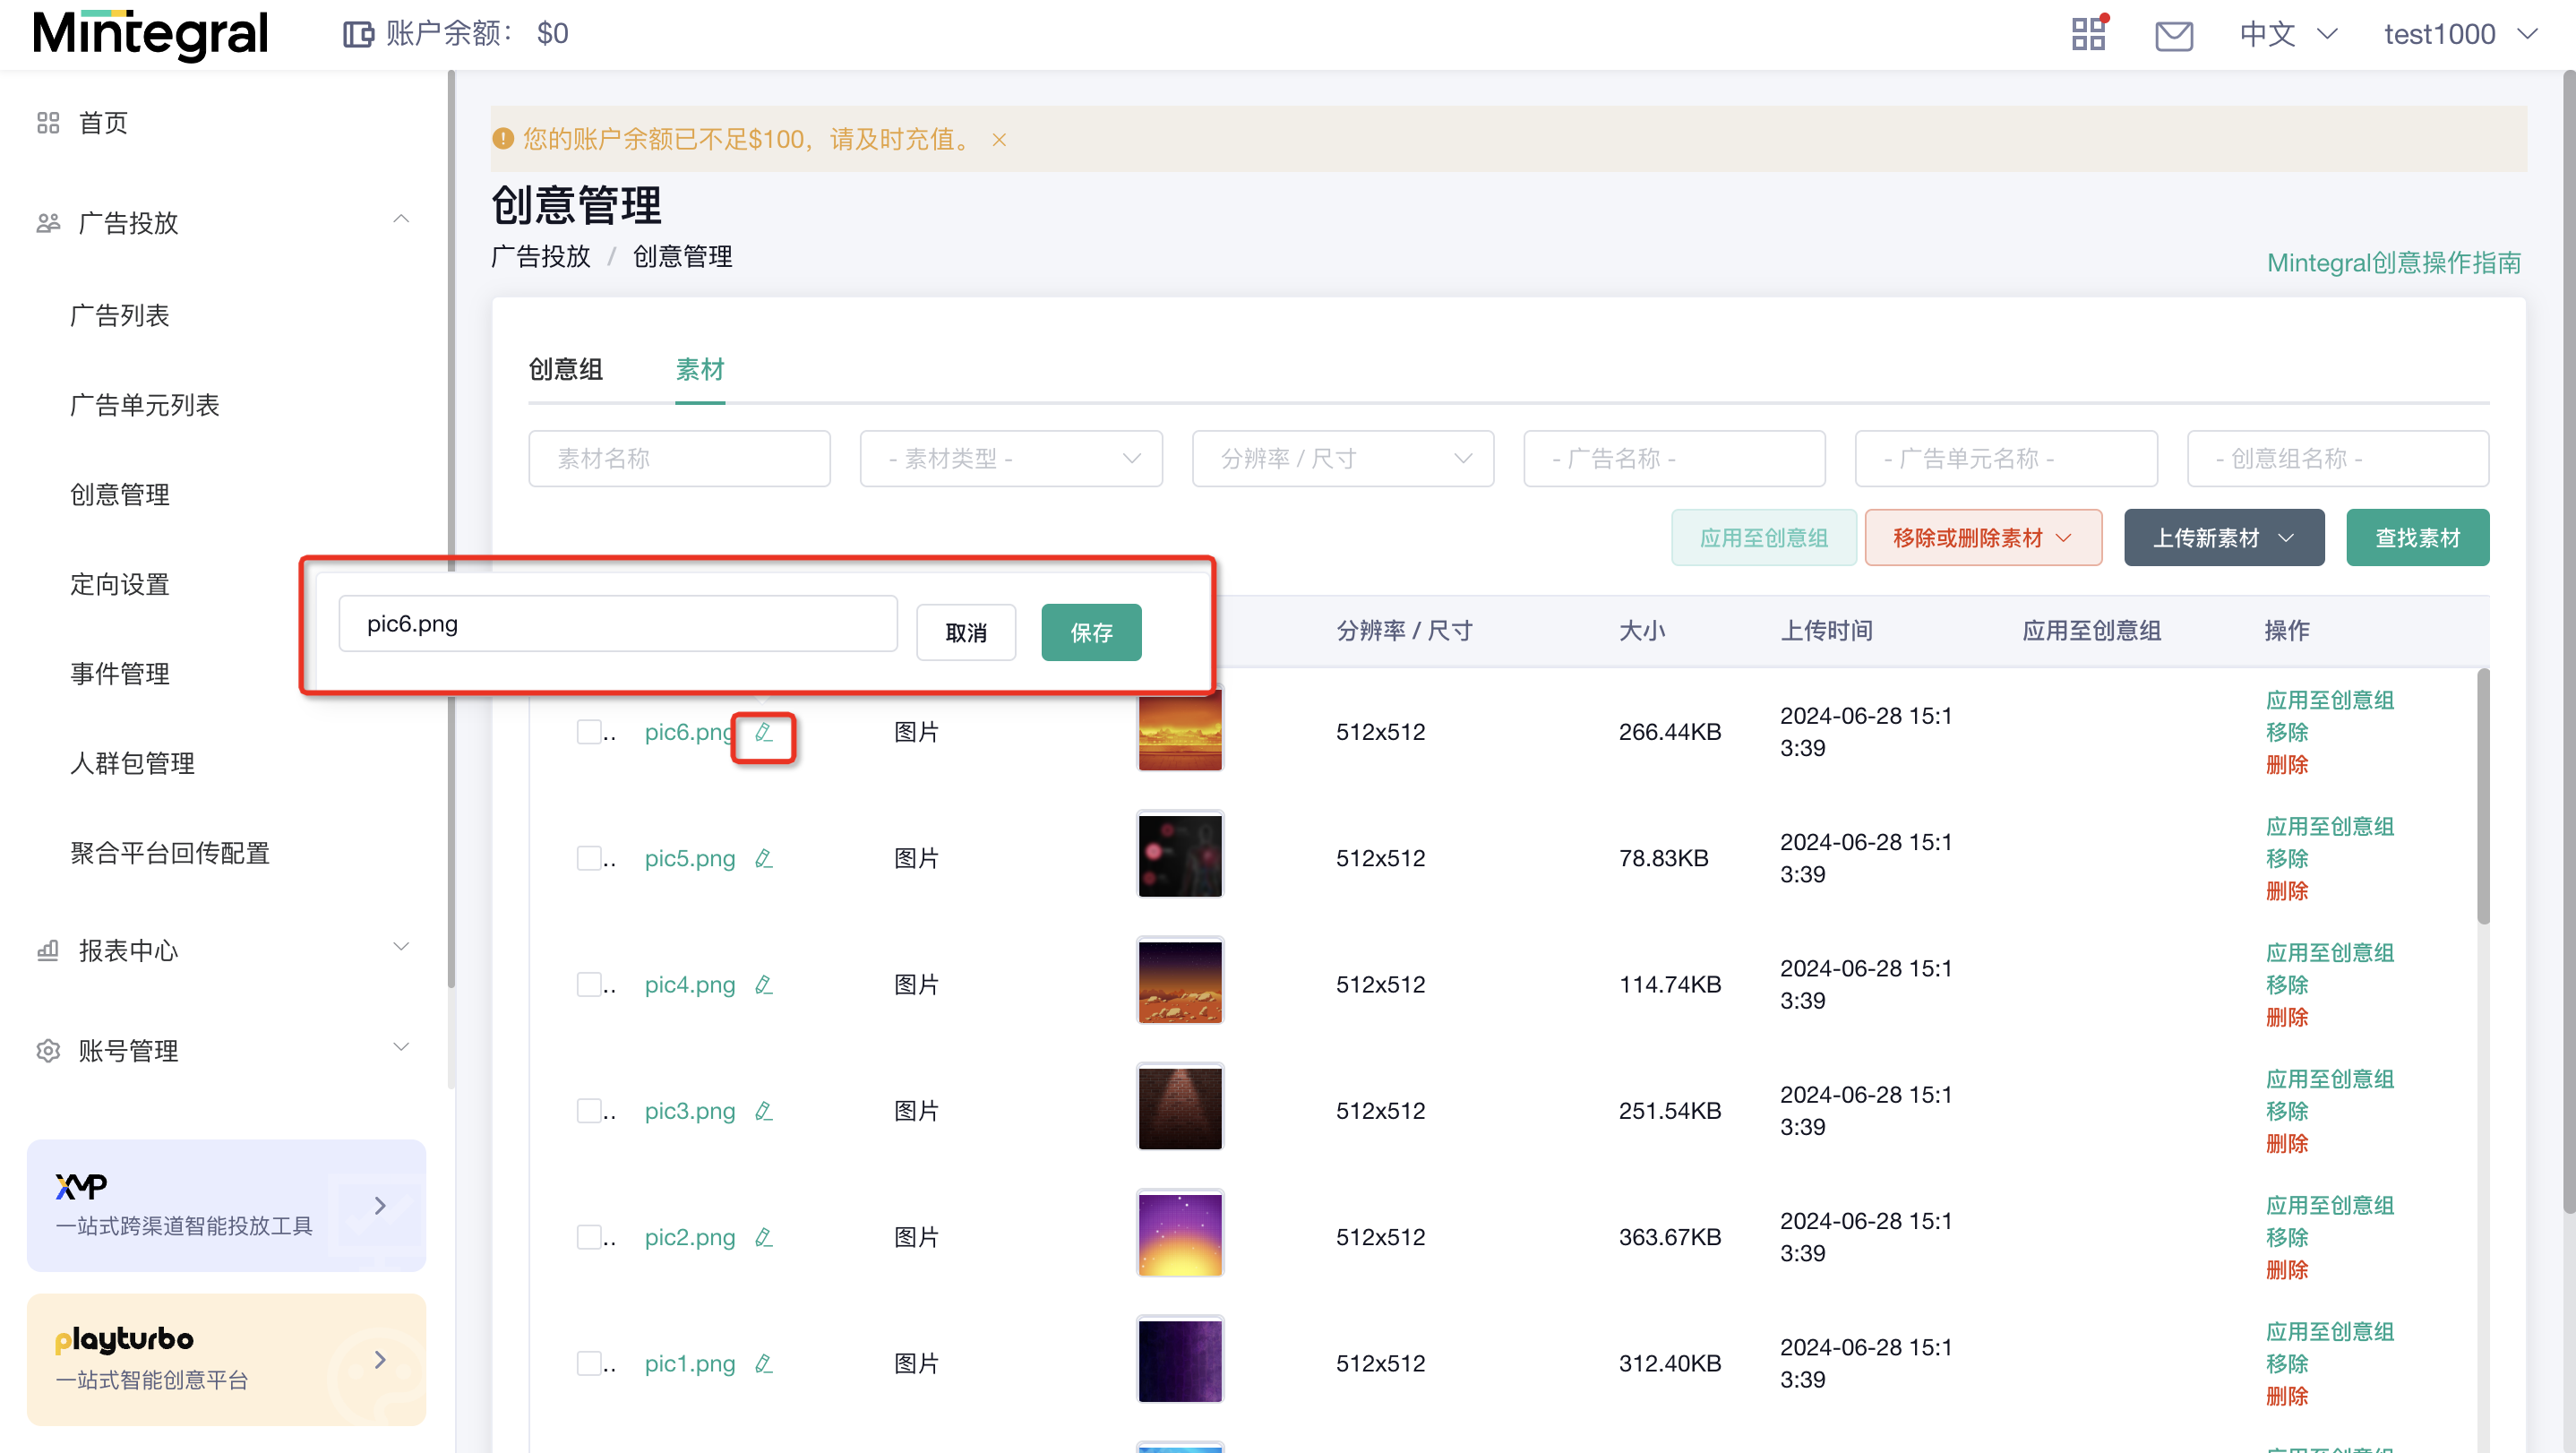 Mintegral
账户余额： $0
中文
test1000
首页
广告投放
广告列表
广告单元列表
创意管理
定向设置
事件管理
人群包管理
聚合平台回传配置
报表中心
账号管理
XMP
一站式跨渠道智能投放工具
playturbo
一站式智能创意平台
您的账户余额已不足$100，请及时充值。
创意管理
广告投放 / 创意管理
Mintegral创意操作指南
创意组 素材
素材名称 - 素材类型 - 分辨率 / 尺寸 - 广告名称 - - 广告单元名称 - - 创意组名称 -
应用至创意组 移除或删除素材 上传新素材 查找素材
pic6.png 取消 保存
分辨率 / 尺寸 大小 上传时间 应用至创意组 操作
.. pic6.png 图片 512x512 266.44KB 2024-06-28 15:1
3:39
应用至创意组
移除
删除
.. pic5.png 图片 512x512 78.83KB 2024-06-28 15:1
3:39
应用至创意组
移除
删除
.. pic4.png 图片 512x512 114.74KB 2024-06-28 15:1
3:39
应用至创意组
移除
删除
.. pic3.png 图片 512x512 251.54KB 2024-06-28 15:1
3:39
应用至创意组
移除
删除
.. pic2.png 图片 512x512 363.67KB 2024-06-28 15:1
3:39
应用至创意组
移除
删除
.. pic1.png 图片 512x512 312.40KB 2024-06-28 15:1
3:39
应用至创意组
移除
删除